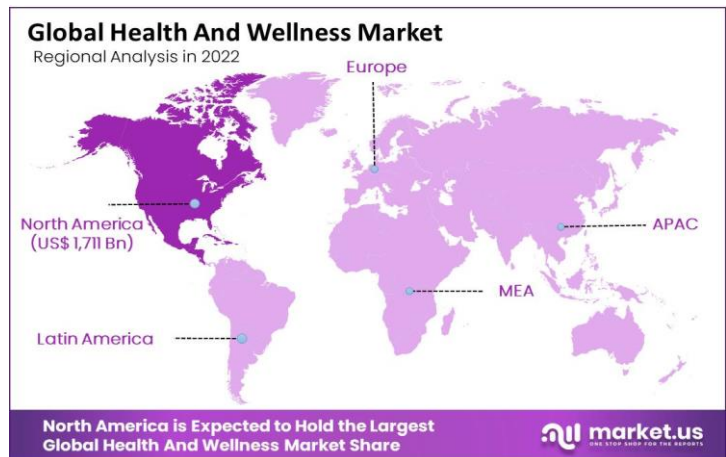 Global Health And Wellness Market
Regional Analysis in 2022
Europe
North America
(US$ 1,711 Bn)
APAC
MEA
Latin America
North America is Expected to Hold the Largest
Global Health And Wellness Market Share
market.us
ONE STOP SHOP FOR THE REPORTS